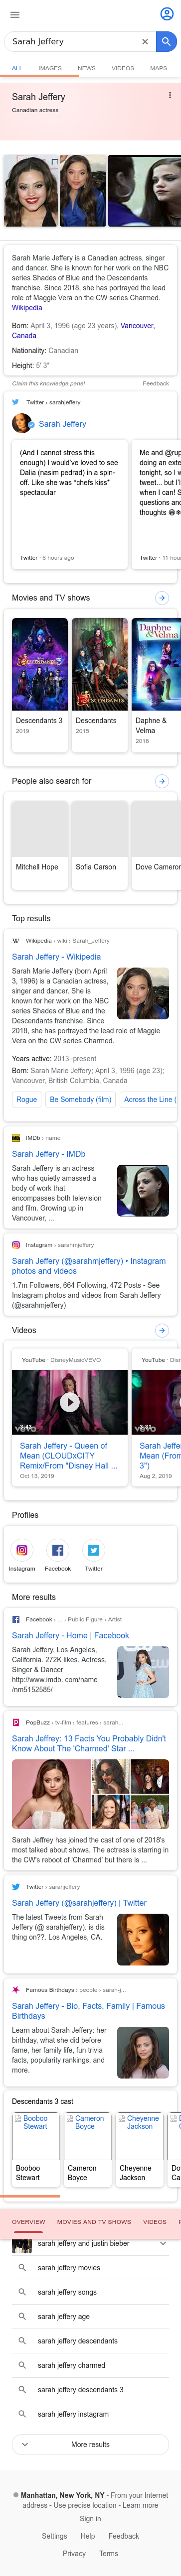 Sarah Jeffery
ALL IMAGES NEWS VIDEOS MAPS
Sarah Jeffery
Canadian actress
Sarah Marie Jeffery is a Canadian actress, singer
and dancer. She is known for her work on the NBC
series Shades of Blue and the Descendants
franchise. Since 2018, she has portrayed the lead
role of Maggie Vera on the CW series Charmed.
Wikipedia
Born: April 3, 1996 (age 23 years), Vancouver,
Canada
Nationality: Canadian
Height: 5′ 3″
Claim this knowledge panel Feedback
Twitter › sarahjeffery
Sarah Jeffery
(And I cannot stress this
enough) I would've loved to see
Dalia (nasim pedrad) in a spin-
off. Like she was *chefs kiss*
spectacular
Twitter · 6 hours ago
Me and @rup
doing an exte
tonight, so I w
tweet... but I'l
when I can! S
questions and
thoughts
Twitter · 11 hour
Movies and TV shows
Descendants 3
2019
Descendants
2015
Daphne &
Velma
2018
People also search for
Mitchell Hope
Sofia Carson
Dove Cameron
Top results
Wikipedia › wiki › Sarah_Jeffery
Sarah Jeffery - Wikipedia
Sarah Marie Jeffery (born April
3, 1996) is a Canadian actress,
singer and dancer. She is
known for her work on the NBC
series Shades of Blue and the
Descendants franchise. Since
2018, she has portrayed the lead role of Maggie
Vera on the CW series Charmed.
Years active: 2013–present
Born: Sarah Marie Jeffery; April 3, 1996 (age 23);
Vancouver, British Columbia, Canada
Rogue
Be Somebody (film)
Across the Line (
IMDb › name
Sarah Jeffery - IMDb
Sarah Jeffery is an actress
who has quietly amassed a
body of work that
encompasses both television
and film. Growing up in
Vancouver, ...
Instagram › sarahmjeffery
Sarah Jeffery (@sarahmjeffery) • Instagram
photos and videos
1.7m Followers, 664 Following, 472 Posts - See
Instagram photos and videos from Sarah Jeffery
(@sarahmjeffery)
Videos
YouTube · DisneyMusicVEVO
3:43
vevo
Sarah Jeffery - Queen of
Mean (CLOUDxCITY
Remix/From "Disney Hall ...
Oct 13, 2019
YouTube · Disn
3:31
vevo
Sarah Jeffe
Mean (From
3")
Aug 2, 2019
Profiles
Instagram
Facebook
Twitter
More results
Facebook › ... › Public Figure › Artist
Sarah Jeffery - Home | Facebook
Sarah Jeffery, Los Angeles,
California. 272K likes. Actress,
Singer & Dancer
http://www.imdb. com/name
/nm5152585/
PopBuzz › tv-film › features › sarah...
Sarah Jeffrey: 13 Facts You Probably Didn't
Know About The 'Charmed' Star ...
Sarah Jeffrey has joined the cast of one of 2018's
most talked about shows. The actress is starring in
the CW's reboot of 'Charmed' but there is ...
Twitter › sarahjeffery
Sarah Jeffery (@sarahjeffery) | Twitter
The latest Tweets from Sarah
Jeffery (@ sarahjeffery). is dis
thing on??. Los Angeles, CA.
Famous Birthdays › people › sarah-j...
Sarah Jeffery - Bio, Facts, Family | Famous
Birthdays
Learn about Sarah Jeffery: her
birthday, what she did before
fame, her family life, fun trivia
facts, popularity rankings, and
more.
Descendants 3 cast
Booboo
Stewart
Cameron
Boyce
Cheyenne
Jackson
Booboo
Stewart
Cameron
Boyce
Cheyenne
Jackson
OVERVIEW MOVIES AND TV SHOWS VIDEOS
sarah jeffery and justin bieber
sarah jeffery movies
sarah jeffery songs
sarah jeffery age
sarah jeffery descendants
sarah jeffery charmed
sarah jeffery descendants 3
sarah jeffery instagram
More results
Manhattan, New York, NY - From your Internet
address - Use precise location - Learn more
Sign in
Settings Help Feedback
Privacy Terms